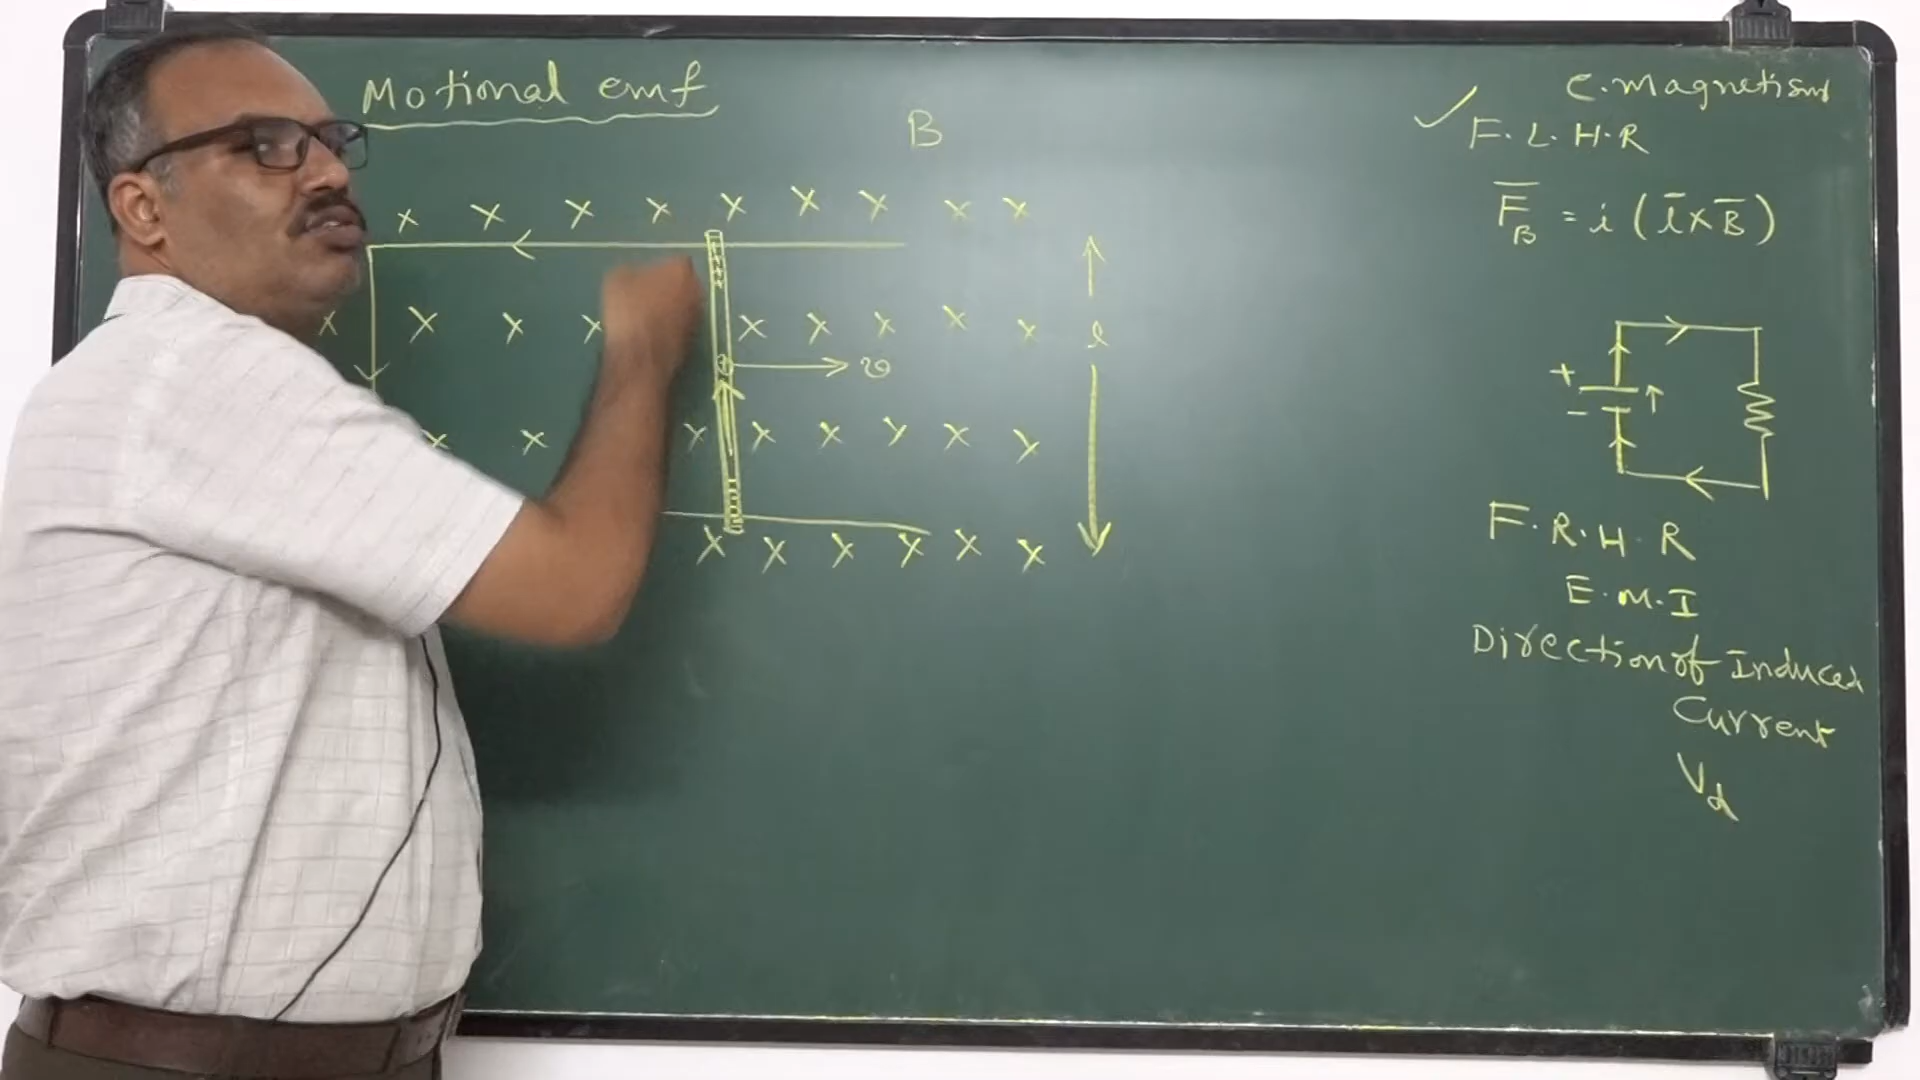 Motional emf
B
x x x x x x x x x
x x x x x x x x x
l
v
x x x x x x x x
x x x x x x
E.magnetism
✓ F.L.H.R
F̅_B = i (l̅ x B̅)
+
-
F.R.H.R
E.M.I
Direction of Induced
Current
V_d